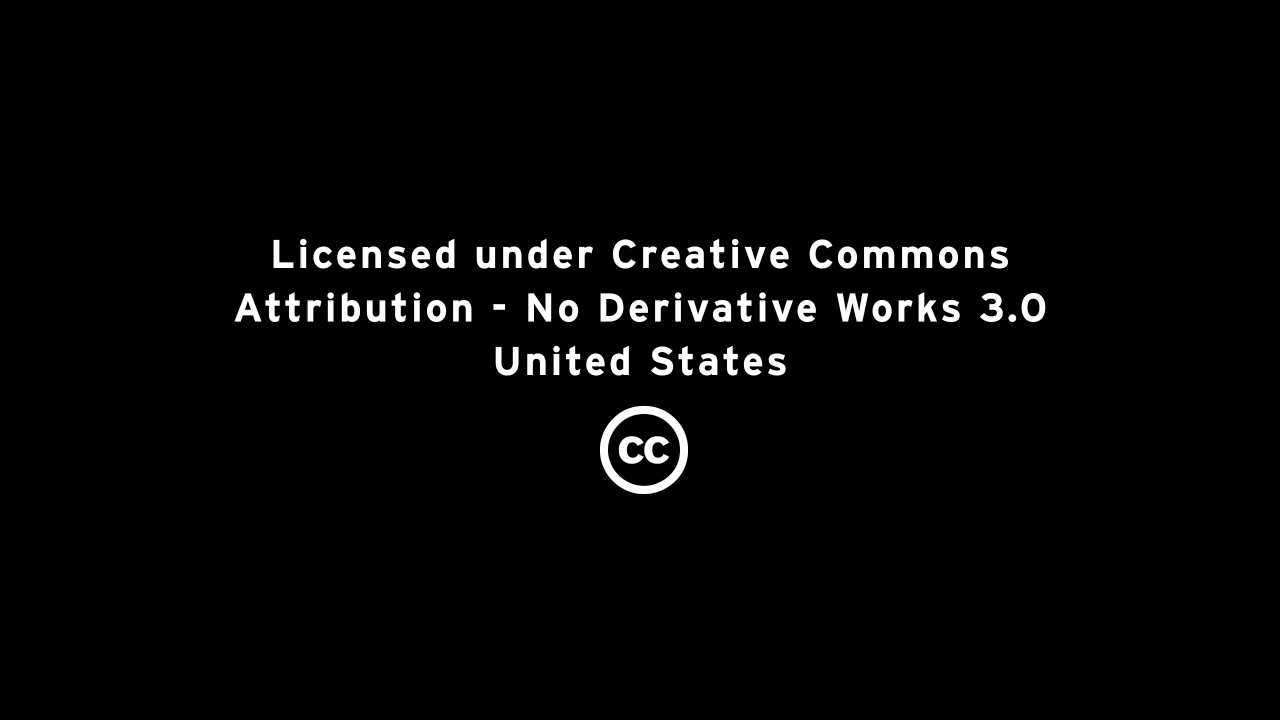 Licensed under Creative Commons
Attribution - No Derivative Works 3.0
United States
cc